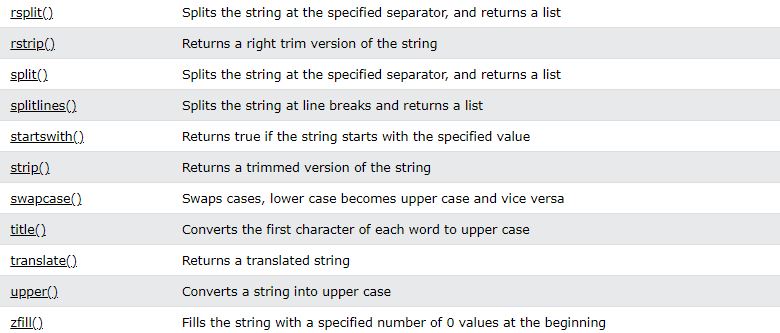 rsplit() Splits the string at the specified separator, and returns a list
rstrip() Returns a right trim version of the string
split() Splits the string at the specified separator, and returns a list
splitlines() Splits the string at line breaks and returns a list
startswith() Returns true if the string starts with the specified value
strip() Returns a trimmed version of the string
swapcase() Swaps cases, lower case becomes upper case and vice versa
title() Converts the first character of each word to upper case
translate() Returns a translated string
upper() Converts a string into upper case
zfill() Fills the string with a specified number of 0 values at the beginning